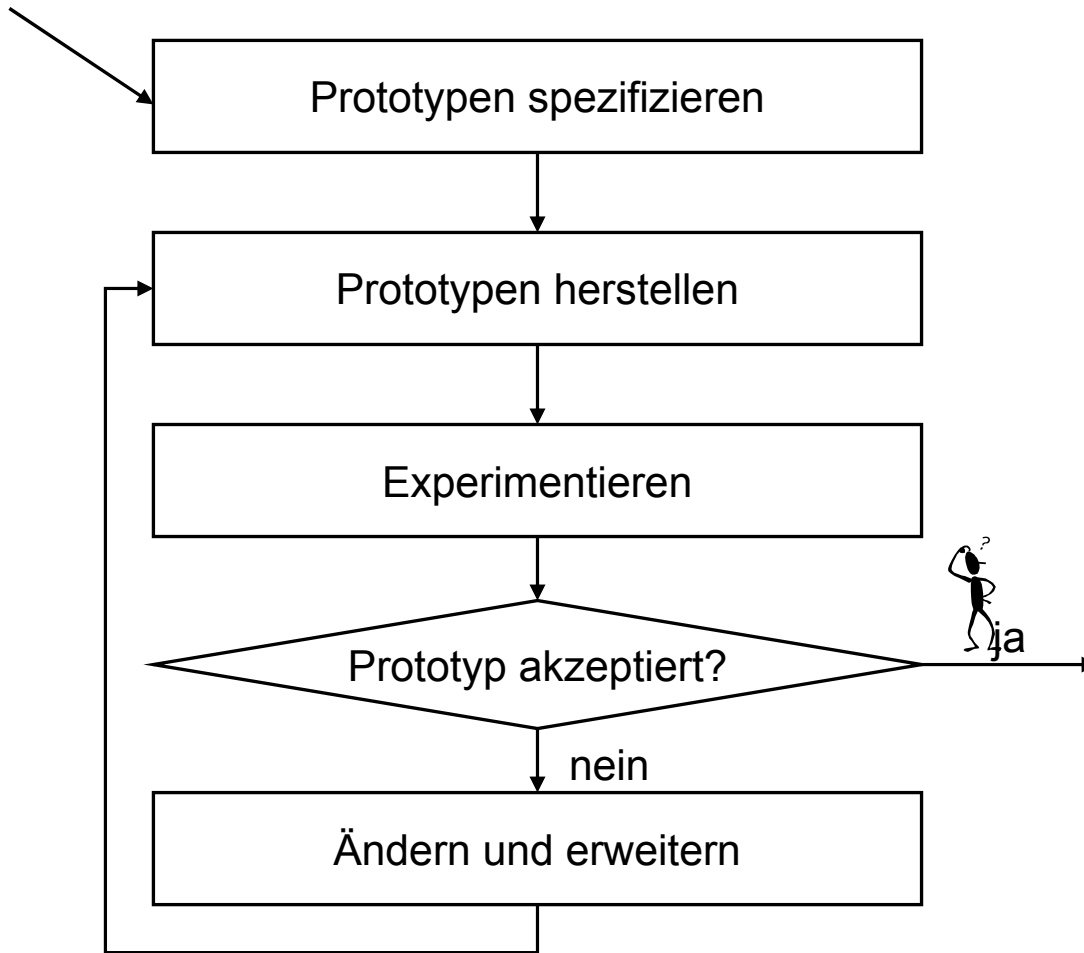 Prototypen spezifizieren
Prototypen herstellen
Experimentieren
?
ja
Prototyp akzeptiert?
nein
Ändern und erweitern